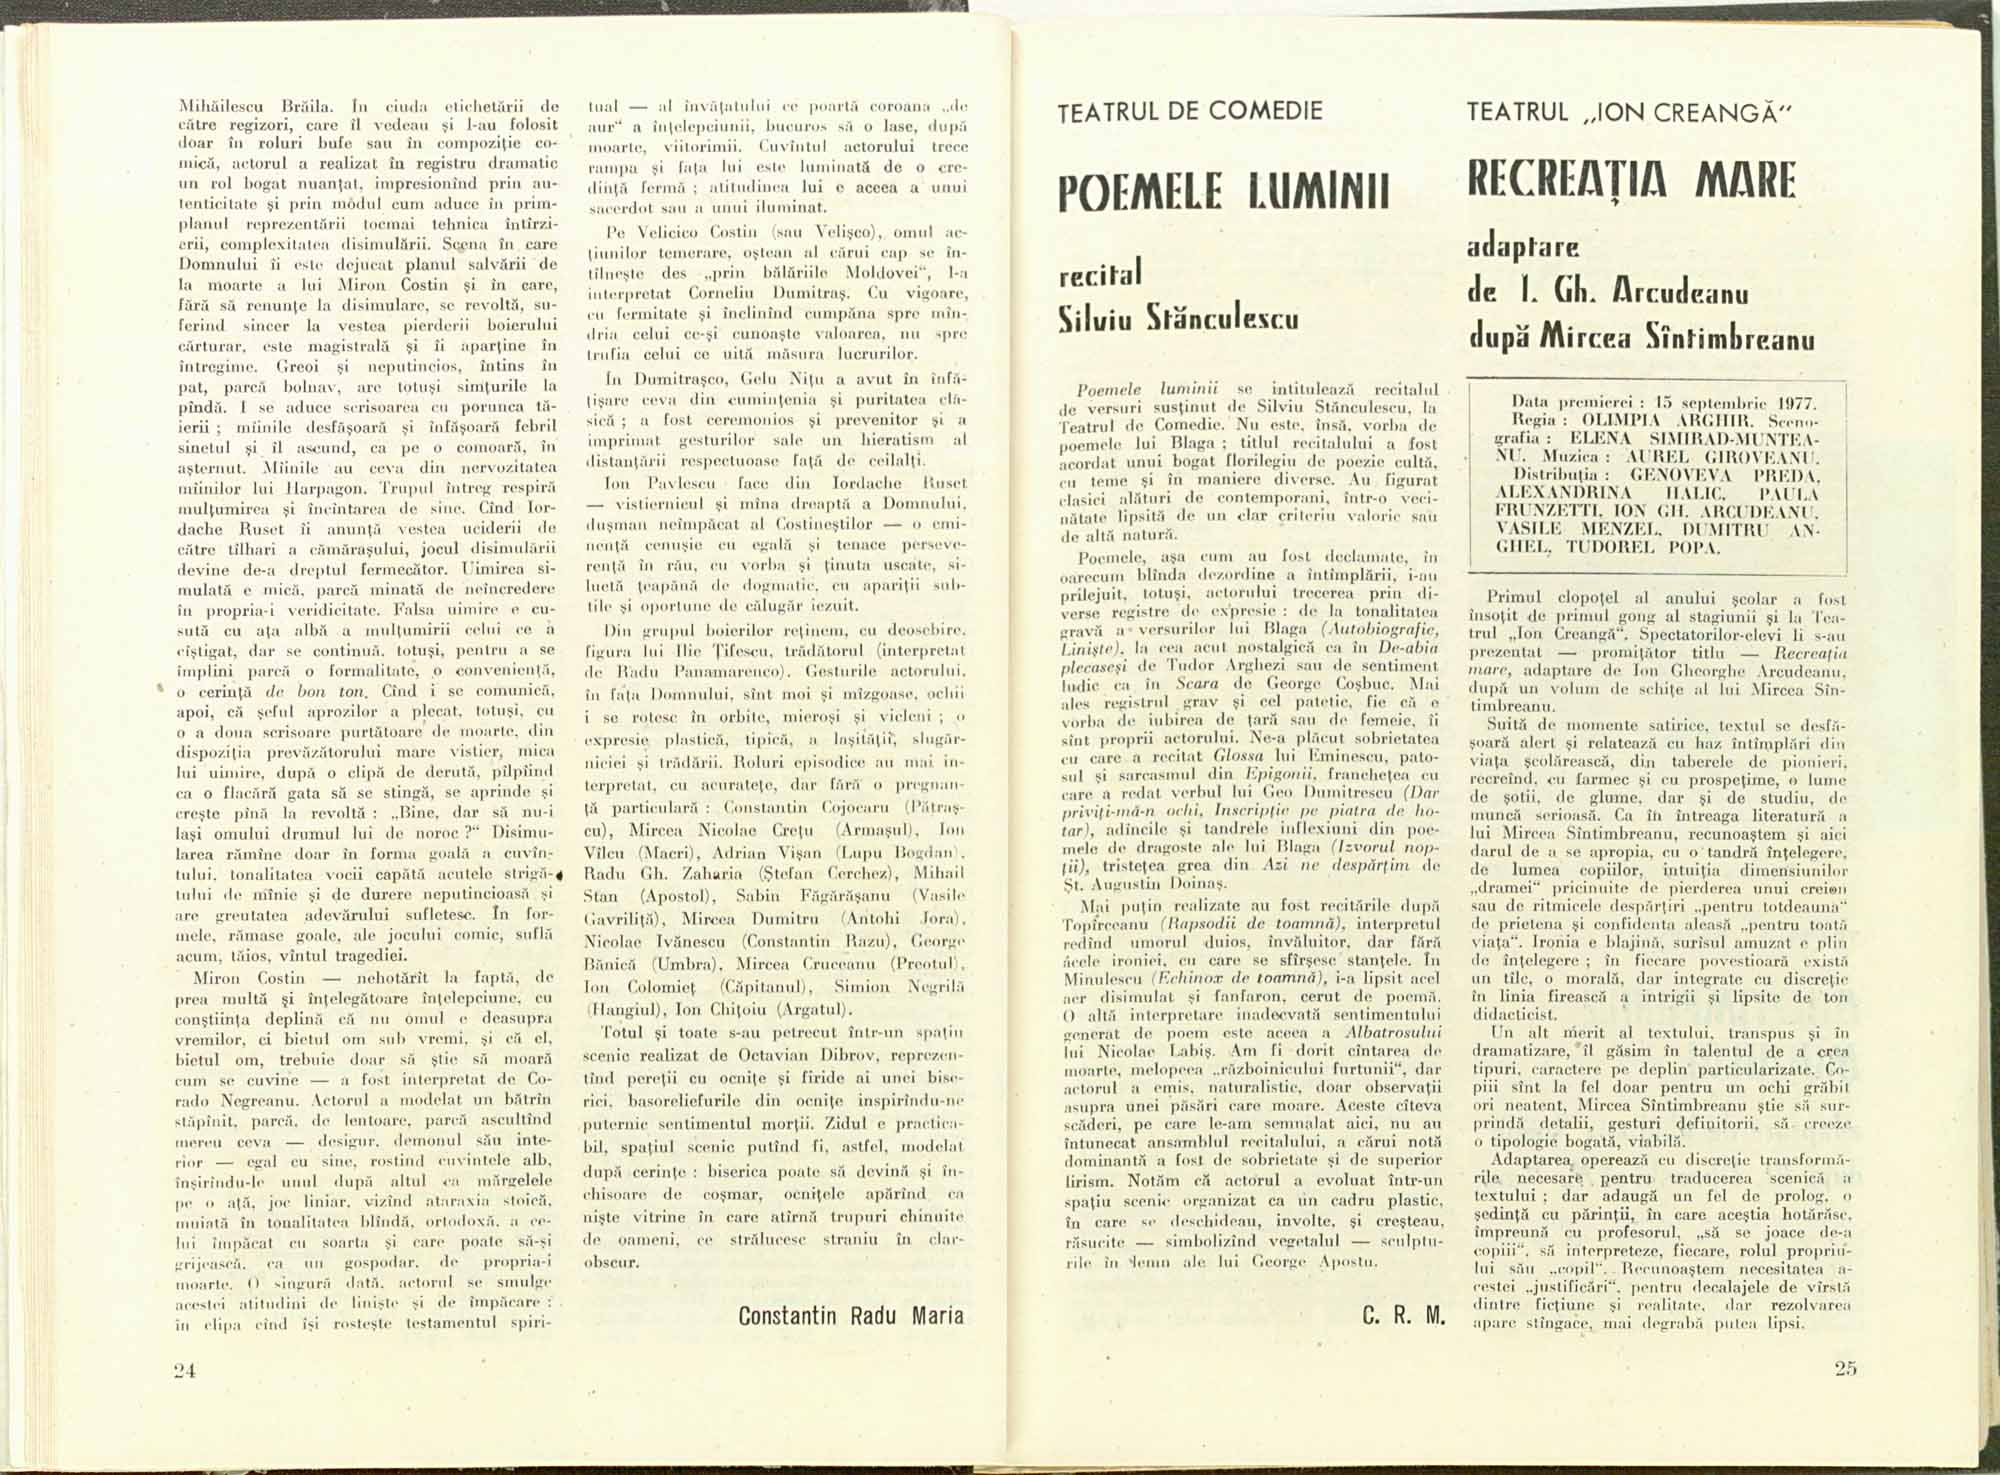 Mihăilescu Brăila. În ciuda etichetării de
către regizori, care îl vedeau și l-au folosit
doar în roluri bufe sau în compoziție co-
mică, actorul a realizat în registru dramatic
un rol bogat nuanțat, impresionînd prin au-
tenticitate și prin módul cum aduce în prim-
planul reprezentării tocmai tehnica întîrzi-
erii, complexitatea disimulării. Scena în care
Domnului îi este dejucat planul salvării de
la moarte a lui Miron Costin și în care,
fără să renunțe la disimulare, se revoltă, su-
ferind sincer la vestea pierderii boierului
cărturar, este magistrală și îi aparține în
întregime. Greoi și neputincios, întins în
pat, parcă bolnav, are totuși simțurile la
pîndă. I se aduce scrisoarea cu porunca tă-
ierii ; mîinile desfășoară și înfășoară febril
sinetul și îl ascund, ca pe o comoară, în
așternut. Mîinile au ceva din nervozitatea
mîinilor lui Harpagon. Trupul întreg respiră
mulțumirea și încîntarea de sine. Cînd Ior-
dache Ruset îi anunță vestea uciderii de
către tîlhari a cămărașului, jocul disimulării
devine de-a dreptul fermecător. Uimirea si-
mulată e mică, parcă minată de neîncredere
în propria-i veridicitate. Falsa uimire e cu-
sută cu ața albă a mulțumirii celui ce a
cîștigat, dar se continuă, totuși, pentru a se
împlini parcă o formalitate, o conveniență,
o cerință de bon ton. Cînd i se comunică,
apoi, că șeful aprozilor a plecat, totuși, cu
o a doua scrisoare purtătoare de moarte, din
dispoziția prevăzătorului mare vistier, mica
lui uimire, după o clipă de derută, pîlpîind
ca o flacără gata să se stingă, se aprinde și
crește pînă la revoltă : „Bine, dar să nu-i
lași omului drumul lui de noroc ?“ Disimu-
larea rămîne doar în forma goală a cuvîn-
tului, tonalitatea vocii capătă acutele strigă-
tului de mînie și de durere neputincioasă și
are greutatea adevărului sufletesc. În for-
mele, rămase goale, ale jocului comic, suflă
acum, tăios, vîntul tragediei.
Miron Costin — nehotărît la faptă, de
prea multă și înțelegătoare înțelepciune, cu
conștiința deplină că nu omul e deasupra
vremilor, ci bietul om sub vremi, și că el,
bietul om, trebuie doar să știe să moară
cum se cuvine — a fost interpretat de Co-
rado Negreanu. Actorul a modelat un bătrîn
stăpînit, parcă, de lentoare, parcă ascultînd
mereu ceva — desigur, demonul său inte-
rior — egal cu sine, rostind cuvintele alb,
înșirîndu-le unul după altul ca mărgelele
pe o ață, joc liniar, vizînd ataraxia stoică,
muiată în tonalitatea blîndă, ortodoxă, a ce-
lui împăcat cu soarta și care poate să-și
grijească, ca un gospodar, de propria-i
moarte. O singură dată, actorul se smulge
acestei atitudini de liniște și de împăcare :
în clipa cînd își rostește testamentul spiri-
24
tual — al învățatului ce poartă coroana „de
aur“ a înțelepciunii, bucuros să o lase, după
moarte, viitorimii. Cuvîntul actorului trece
rampa și fața lui este luminată de o cre-
dință fermă ; atitudinea lui e aceea a unui
sacerdot sau a unui iluminat.
Pe Velicico Costin (sau Velișco), omul ac-
țiunilor temerare, oștean al cărui cap se în-
tîlnește des „prin bălăriile Moldovei“, l-a
interpretat Corneliu Dumitraș. Cu vigoare,
cu fermitate și înclinînd cumpăna spre mîn-
dria celui ce-și cunoaște valoarea, nu spre
trufia celui ce uită măsura lucrurilor.
În Dumitrașco, Gelu Nițu a avut în înfă-
țișare ceva din cumințenia și puritatea cla-
sică ; a fost ceremonios și prevenitor și a
imprimat gesturilor sale un hieratism al
distanțării respectuoase față de ceilalți.
Ion Pavlescu face din Iordache Ruset
— vistiernicul și mîna dreaptă a Domnului,
dușman neîmpăcat al Costineștilor — o emi-
nență cenușie cu egală și tenace perseve-
rență în rău, cu vorba și ținuta uscate, si-
luetă țeapănă de dogmatic, cu apariții sub-
tile și oportune de călugăr iezuit.
Din grupul boierilor reținem, cu deosebire,
figura lui Ilie Țifescu, trădătorul (interpretat
de Radu Panamarenco). Gesturile actorului,
în fața Domnului, sînt moi și mîzgoase, ochii
i se rotesc în orbite, mieroși și vicleni ; o
expresie plastică, tipică, a lașității, slugăr-
niciei și trădării. Roluri episodice au mai in-
terpretat, cu acuratețe, dar fără o pregnan-
ță particulară : Constantin Cojocaru (Pătraș-
cu), Mircea Nicolae Crețu (Armașul), Ion
Vîlcu (Macri), Adrian Vișan (Lupu Bogdan),
Radu Gh. Zaharia (Ștefan Cerchez), Mihail
Stan (Apostol), Sabin Făgărășanu (Vasile
Gavriliță), Mircea Dumitru (Antohi Jora),
Nicolae Ivănescu (Constantin Razu), George
Bănică (Umbra), Mircea Cruceanu (Preotul),
Ion Colomieț (Căpitanul), Simion Negrilă
(Hangiul), Ion Chițoiu (Argatul).
Totul și toate s-au petrecut într-un spațiu
scenic realizat de Octavian Dibrov, reprezen-
tînd pereții cu ocnițe și firide ai unei bise-
rici, basoreliefurile din ocnițe inspirîndu-ne
puternic sentimentul morții. Zidul e practica-
bil, spațiul scenic putînd fi, astfel, modelat
după cerințe : biserica poate să devină și în-
chisoare de coșmar, ocnițele apărînd ca
niște vitrine în care atîrnă trupuri chinuite
de oameni, ce strălucesc straniu în clar-
obscur.
Constantin Radu Maria
TEATRUL DE COMEDIE
POEMELE LUMINII
recital
Silviu Stănculescu
Poemele luminii se intitulează recitalul
de versuri susținut de Silviu Stănculescu, la
Teatrul de Comedie. Nu este, însă, vorba de
poemele lui Blaga ; titlul recitalului a fost
acordat unui bogat florilegiu de poezie cultă,
cu teme și în maniere diverse. Au figurat
clasici alături de contemporani, într-o veci-
nătate lipsită de un clar criteriu valoric sau
de altă natură.
Poemele, așa cum au fost declamate, în
oarecum blînda dezordine a întîmplării, i-au
prilejuit, totuși, actorului trecerea prin di-
verse registre de expresie : de la tonalitatea
gravă a versurilor lui Blaga (Autobiografie,
Liniște), la cea acut nostalgică ca în De-abia
plecaseși de Tudor Arghezi sau de sentiment
ludic ca în Scara de George Coșbuc. Mai
ales registrul grav și cel patetic, fie că e
vorba de iubirea de țară sau de femeie, îi
sînt proprii actorului. Ne-a plăcut sobrietatea
cu care a recitat Glossa lui Eminescu, pato-
sul și sarcasmul din Epigonii, franchețea cu
care a redat verbul lui Geo Dumitrescu (Dar
priviți-mă-n ochi, Inscripție pe piatra de ho-
tar), adîncile și tandrele inflexiuni din poe-
mele de dragoste ale lui Blaga (Izvorul nop-
ții), tristețea grea din Azi ne despărțim de
Șt. Augustin Doinaș.
Mai puțin realizate au fost recitările după
Topîrceanu (Rapsodii de toamnă), interpretul
redînd umorul duios, învăluitor, dar fără
acele ironiei, cu care se sfîrșesc stanțele. În
Minulescu (Echinox de toamnă), i-a lipsit acel
aer disimulat și fanfaron, cerut de poemă.
O altă interpretare inadecvată sentimentului
generat de poem este aceea a Albatrosului
lui Nicolae Labiș. Am fi dorit cîntarea de
moarte, melopeea „războinicului furtunii“, dar
actorul a emis, naturalistic, doar observații
asupra unei păsări care moare. Aceste cîteva
scăderi, pe care le-am semnalat aici, nu au
întunecat ansamblul recitalului, a cărui notă
dominantă a fost de sobrietate și de superior
lirism. Notăm că actorul a evoluat într-un
spațiu scenic organizat ca un cadru plastic,
în care se deschideau, involte, și creșteau,
răsucite — simbolizînd vegetalul — sculptu-
rile în lemn ale lui George Apostu.
C. R. M.
TEATRUL „ION CREANGĂ“
RECREAȚIA MARE
adaptare
de I. Gh. Arcudeanu
după Mircea Sîntimbreanu
Data premierei : 15 septembrie 1977.
Regia : OLIMPIA ARGHIR. Sceno-
grafia : ELENA SIMIRAD-MUNTEA-
NU. Muzica : AUREL GIROVEANU.
Distribuția : GENOVEVA PREDA,
ALEXANDRINA HALIC, PAULA
FRUNZETTI, ION GH. ARCUDEANU,
VASILE MENZEL, DUMITRU AN-
GHEL, TUDOREL POPA.
Primul clopoțel al anului școlar a fost
însoțit de primul gong al stagiunii și la Tea-
trul „Ion Creangă“. Spectatorilor-elevi li s-au
prezentat — promițător titlu — Recreația
mare, adaptare de Ion Gheorghe Arcudeanu,
după un volum de schițe al lui Mircea Sîn-
timbreanu.
Suită de momente satirice, textul se desfă-
șoară alert și relatează cu haz întîmplări din
viața școlărească, din taberele de pionieri,
recreînd, cu farmec și cu prospețime, o lume
de șotii, de glume, dar și de studiu, de
muncă serioasă. Ca în întreaga literatură a
lui Mircea Sîntimbreanu, recunoaștem și aici
darul de a se apropia, cu o tandră înțelegere,
de lumea copiilor, intuiția dimensiunilor
„dramei“ pricinuite de pierderea unui creion
sau de ritmicele despărțiri „pentru totdeauna“
de prietena și confidenta aleasă „pentru toată
viața“. Ironia e blajină, surîsul amuzat e plin
de înțelegere ; în fiecare povestioară există
un tîlc, o morală, dar integrate cu discreție
în linia firească a intrigii și lipsite de ton
didacticist.
Un alt merit al textului, transpus și în
dramatizare, îl găsim în talentul de a crea
tipuri, caractere pe deplin particularizate. Co-
piii sînt la fel doar pentru un ochi grăbit
ori neatent, Mircea Sîntimbreanu știe să sur-
prindă detalii, gesturi definitorii, să creeze
o tipologie bogată, viabilă.
Adaptarea operează cu discreție transformă-
rile necesare pentru traducerea scenică a
textului ; dar adaugă un fel de prolog, o
ședință cu părinții, în care aceștia hotărăsc,
împreună cu profesorul, „să se joace de-a
copiii“, să interpreteze, fiecare, rolul propriu-
lui său „copil“. Recunoaștem necesitatea a-
cestei „justificări“, pentru decalajele de vîrstă
dintre ficțiune și realitate, dar rezolvarea
apare stîngace, mai degrabă putea lipsi.
25